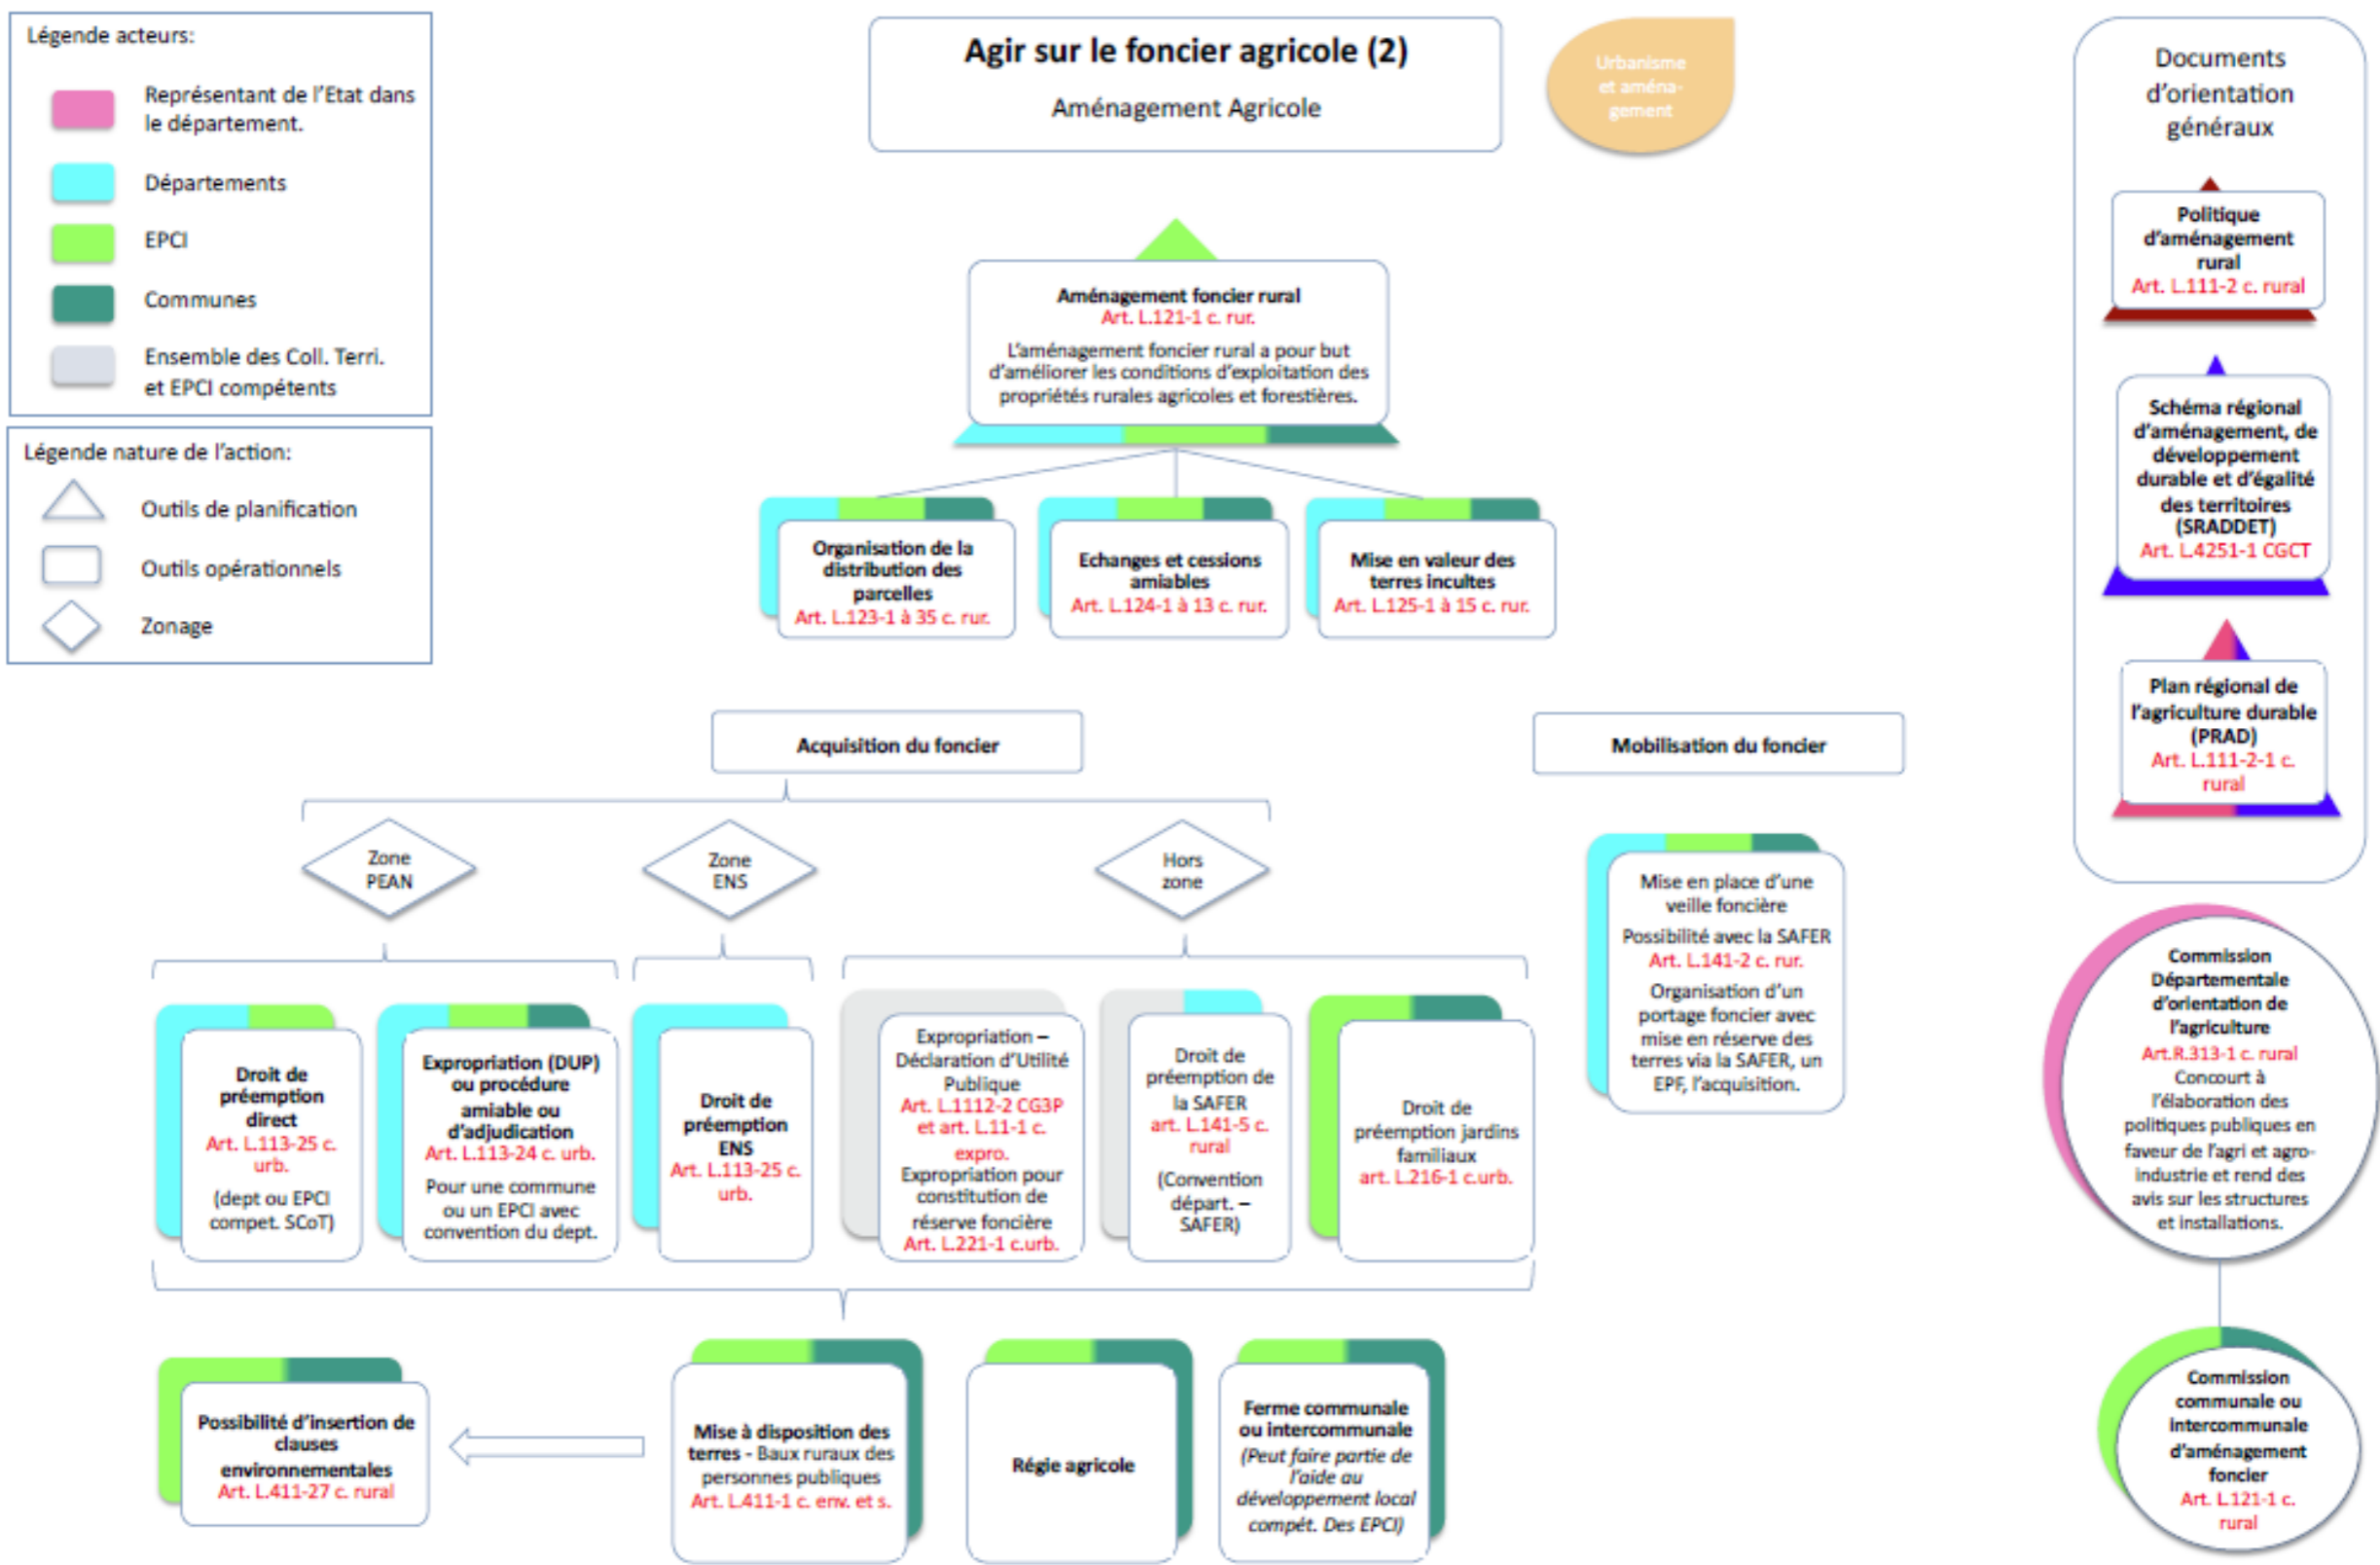 Légende acteurs:
Représentant de l'Etat dans
le département.
Départements
EPCI
Communes
Ensemble des Coll. Terri.
et EPCI compétents
Légende nature de l'action:
Outils de planification
Outils opérationnels
Zonage
Agir sur le foncier agricole (2)
Aménagement Agricole
Urbanisme
et aména-
gement
Aménagement foncier rural
Art. L.121-1 c. rur.
L'aménagement foncier rural a pour but
d'améliorer les conditions d'exploitation des
propriétés rurales agricoles et forestières.
Organisation de la
distribution des
parcelles
Art. L.123-1 à 35 c. rur.
Echanges et cessions
amiables
Art. L.124-1 à 13 c. rur.
Mise en valeur des
terres incultes
Art. L.125-1 à 15 c. rur.
Acquisition du foncier
Zone
PEAN
Zone
ENS
Hors
zone
Droit de
préemption
direct
Art. L.113-25 c.
urb.
(dept ou EPCI
compet. SCoT)
Expropriation (DUP)
ou procédure
amiable ou
d'adjudication
Art. L.113-24 c. urb.
Pour une commune
ou un EPCI avec
convention du dept.
Droit de
préemption
ENS
Art. L.113-25 c.
urb.
Expropriation –
Déclaration d'Utilité
Publique
Art. L.1112-2 CG3P
et art. L.11-1 c.
expro.
Expropriation pour
constitution de
réserve foncière
Art. L.221-1 c.urb.
Droit de
préemption de
la SAFER
art. L.141-5 c.
rural
(Convention
départ. –
SAFER)
Droit de
préemption jardins
familiaux
art. L.216-1 c.urb.
Mobilisation du foncier
Mise en place d'une
veille foncière
Possibilité avec la SAFER
Art. L.141-2 c. rur.
Organisation d'un
portage foncier avec
mise en réserve des
terres via la SAFER, un
EPF, l'acquisition.
Possibilité d'insertion de
clauses
environnementales
Art. L.411-27 c. rural
Mise à disposition des
terres - Baux ruraux des
personnes publiques
Art. L.411-1 c. env. et s.
Régie agricole
Ferme communale
ou intercommunale
(Peut faire partie de
l'aide au
développement local
compét. Des EPCI)
Documents
d'orientation
généraux
Politique
d'aménagement
rural
Art. L.111-2 c. rural
Schéma régional
d'aménagement, de
développement
durable et d'égalité
des territoires
(SRADDET)
Art. L.4251-1 CGCT
Plan régional de
l'agriculture durable
(PRAD)
Art. L.111-2-1 c.
rural
Commission
Départementale
d'orientation de
l'agriculture
Art.R.313-1 c. rural
Concourt à
l'élaboration des
politiques publiques en
faveur de l'agri et agro-
industrie et rend des
avis sur les structures
et installations.
Commission
communale ou
intercommunale
d'aménagement
foncier
Art. L.121-1 c.
rural